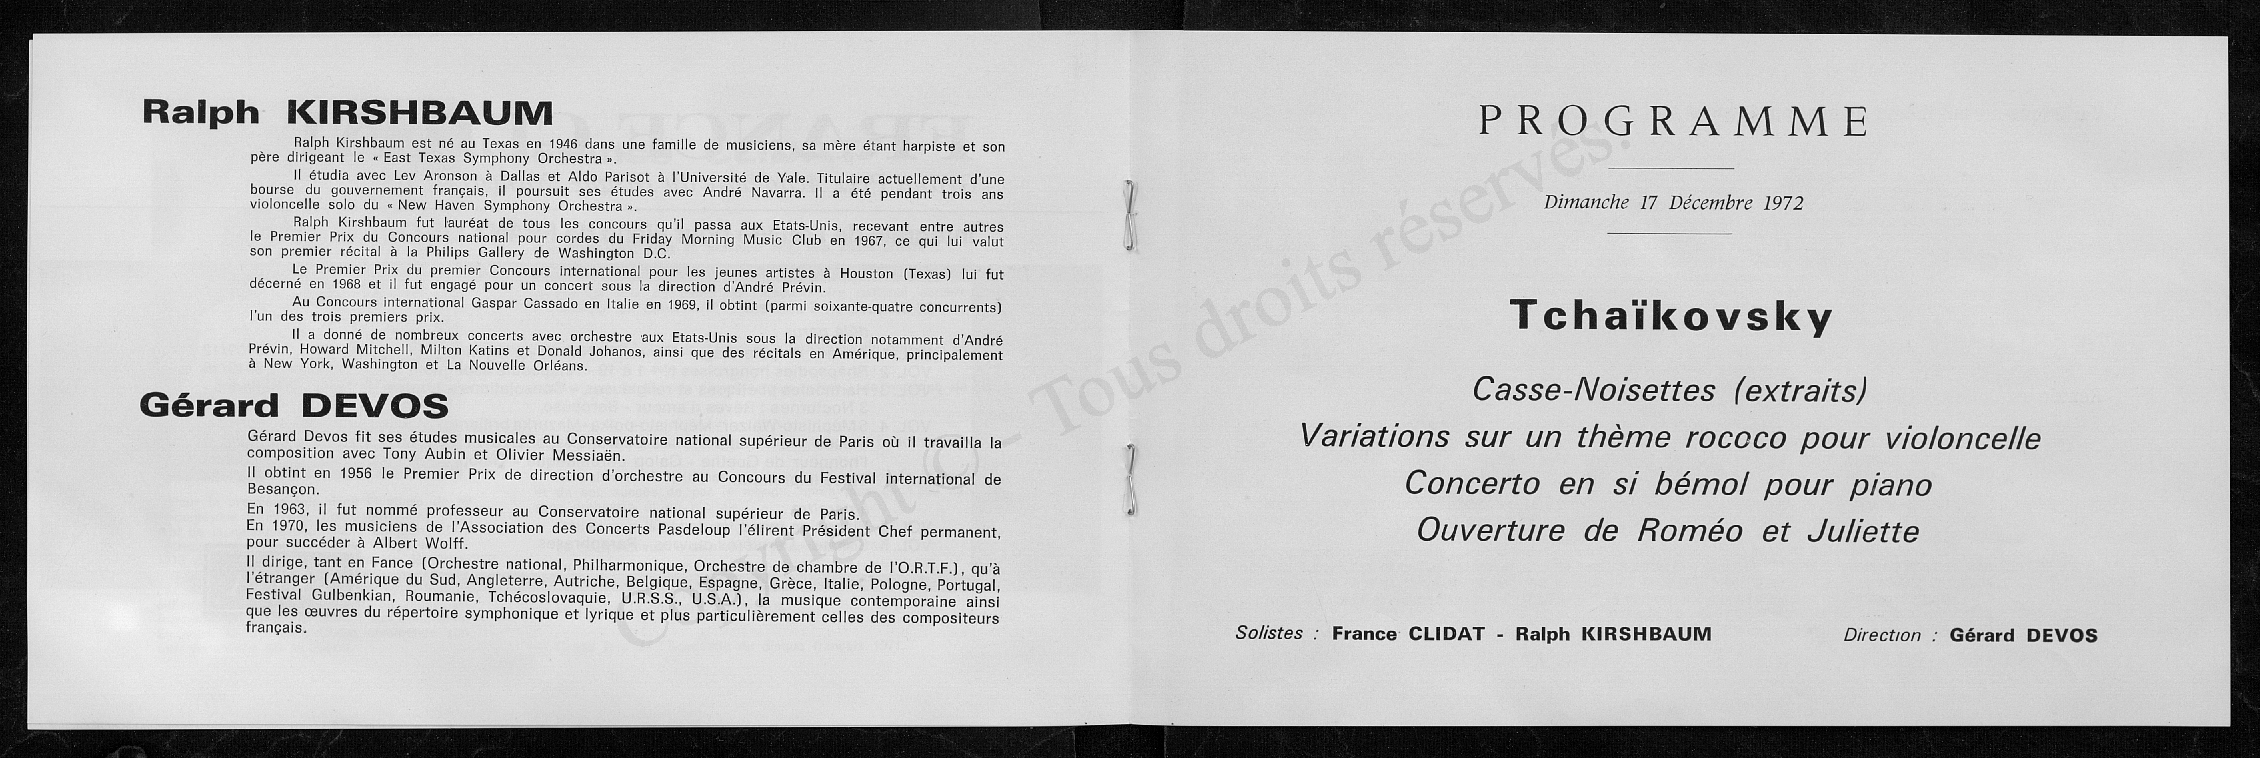 Ralph KIRSHBAUM
Ralph Kirshbaum est né au Texas en 1946 dans une famille de musiciens, sa mère étant harpiste et son
père dirigeant le « East Texas Symphony Orchestra ».
Il étudia avec Lev Aronson à Dallas et Aldo Parisot à l'Université de Yale. Titulaire actuellement d'une
bourse du gouvernement français, il poursuit ses études avec André Navarra. Il a été pendant trois ans
violoncelle solo du « New Haven Symphony Orchestra ».
Ralph Kirshbaum fut lauréat de tous les concours qu'il passa aux Etats-Unis, recevant entre autres
le Premier Prix du Concours national pour cordes du Friday Morning Music Club en 1967, ce qui lui valut
son premier récital à la Philips Gallery de Washington D.C.
Le Premier Prix du premier Concours international pour les jeunes artistes à Houston (Texas) lui fut
décerné en 1968 et il fut engagé pour un concert sous la direction d'André Prévin.
Au Concours international Gaspar Cassado en Italie en 1969, il obtint (parmi soixante-quatre concurrents)
l'un des trois premiers prix.
Il a donné de nombreux concerts avec orchestre aux Etats-Unis sous la direction notamment d'André
Prévin, Howard Mitchell, Milton Katins et Donald Johanos, ainsi que des récitals en Amérique, principalement
à New York, Washington et La Nouvelle Orléans.
Gérard DEVOS
Gérard Devos fit ses études musicales au Conservatoire national supérieur de Paris où il travailla la
composition avec Tony Aubin et Olivier Messiaën.
Il obtint en 1956 le Premier Prix de direction d'orchestre au Concours du Festival international de
Besançon.
En 1963, il fut nommé professeur au Conservatoire national supérieur de Paris.
En 1970, les musiciens de l'Association des Concerts Pasdeloup l'élirent Président Chef permanent,
pour succéder à Albert Wolff.
Il dirige, tant en Fance (Orchestre national, Philharmonique, Orchestre de chambre de l'O.R.T.F.), qu'à
l'étranger (Amérique du Sud, Angleterre, Autriche, Belgique, Espagne, Grèce, Italie, Pologne, Portugal,
Festival Gulbenkian, Roumanie, Tchécoslovaquie, U.R.S.S., U.S.A.), la musique contemporaine ainsi
que les œuvres du répertoire symphonique et lyrique et plus particulièrement celles des compositeurs
français.
PROGRAMME
Dimanche 17 Décembre 1972
Tchaïkovsky
Casse-Noisettes (extraits)
Variations sur un thème rococo pour violoncelle
Concerto en si bémol pour piano
Ouverture de Roméo et Juliette
Solistes : France CLIDAT - Ralph KIRSHBAUM
Direction : Gérard DEVOS
Copyright © - Tous droits réservés.